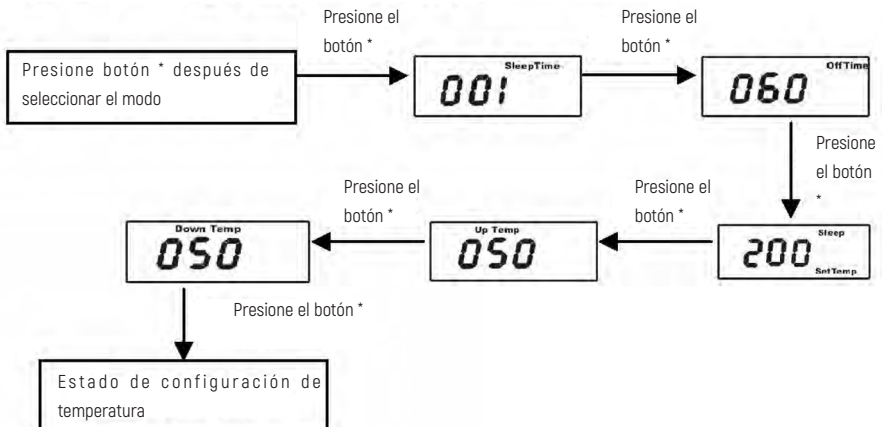 Presione botón * después de
seleccionar el modo
Presione el
botón *
SleepTime
001
Presione el
botón *
OffTime
060
Presione
el botón
*
Sleep
200
SetTemp
Presione el
botón *
Up Temp
050
Presione el
botón *
Down Temp
050
Presione el botón *
Estado de configuración de
temperatura